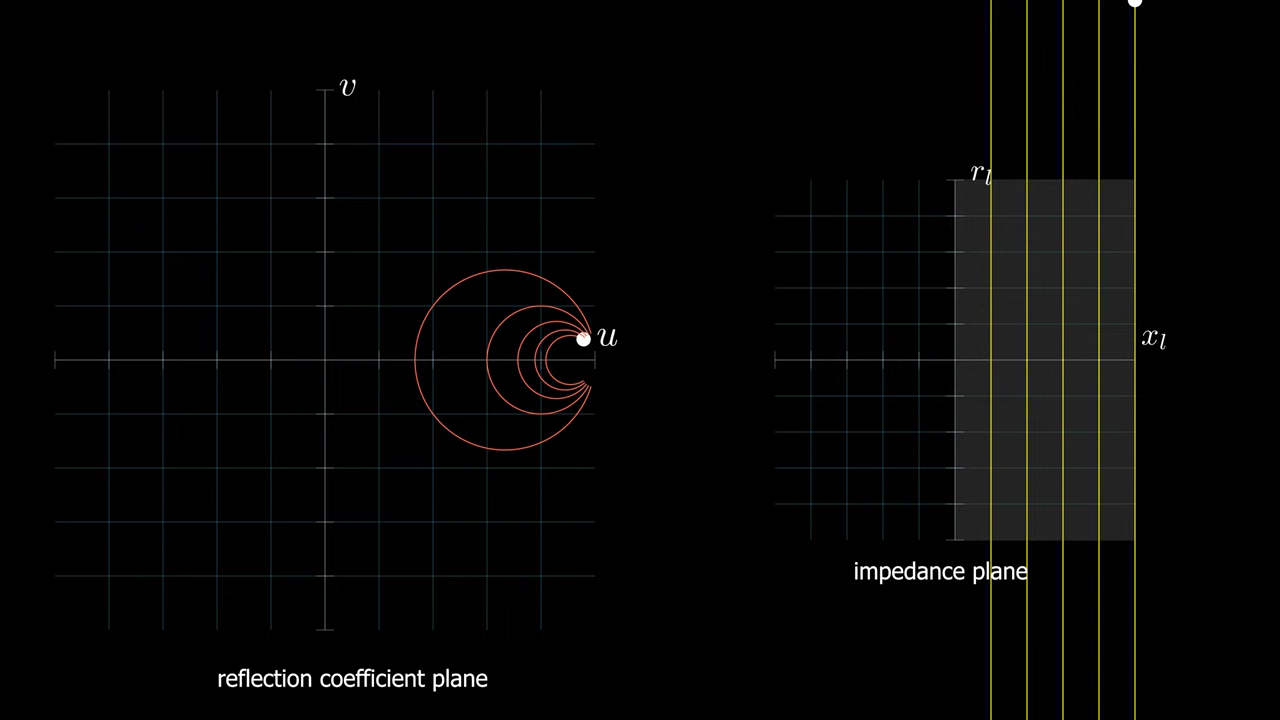 v
u
reflection coefficient plane
r_l
x_l
impedance plane